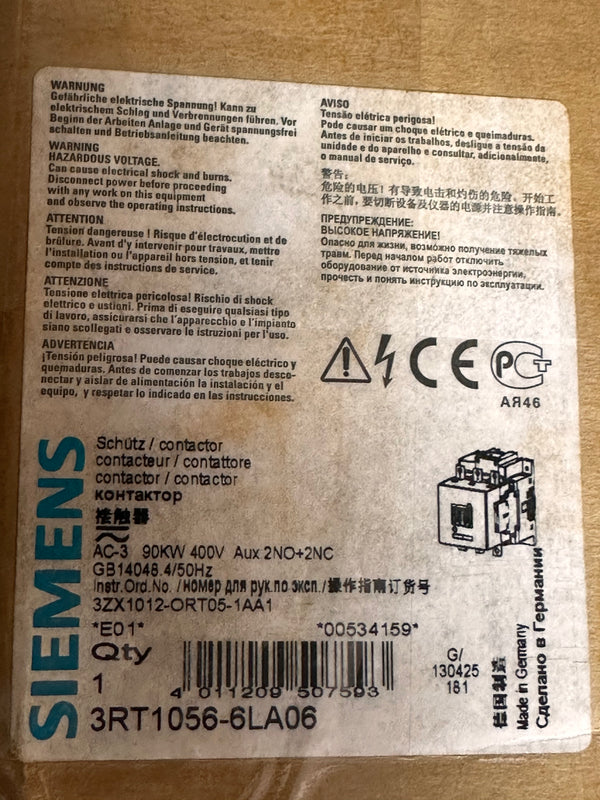 WARNUNG
Gefährliche elektrische Spannung! Kann zu
elektrischem Schlag und Verbrennungen führen. Vor
Beginn der Arbeiten Anlage und Gerät spannungsfrei
schalten und Betriebsanleitung beachten.
WARNING
HAZARDOUS VOLTAGE.
Can cause electrical shock and burns.
Disconnect power before proceeding
with any work on this equipment
and observe the operating instructions.
ATTENTION
Tension dangereuse ! Risque d'électrocution et de
brûlure. Avant d'y intervenir pour travaux, mettre
l'installation ou l'appareil hors tension, et tenir
compte des instructions de service.
ATTENZIONE
Tensione elettrica pericolosa! Rischio di shock
elettrico e ustioni. Prima di eseguire qualsiasi tipo
di lavoro, assicurarsi che l'apparecchio e l'impianto
siano scollegati e osservare le istruzioni per l'uso.
ADVERTENCIA
¡Tensión peligrosa! Puede causar choque eléctrico y
quemaduras. Antes de comenzar los trabajos desco-
nectar y aislar de alimentación la instalación y el
equipo, y respetar lo indicado en las instrucciones.
AVISO
Tensão elétrica perigosa!
Pode causar um choque elétrico e queimaduras.
Antes de iniciar os trabalhos, desligue a tensão da
unidade e do aparelho e consultar, adicionalmente,
o manual de serviço.
警告:
危险的电压!有导致电击和灼伤的危险。开始工
作之前,要切断设备及仪器的电源并注意操作指南.
ПРЕДУПРЕЖДЕНИЕ:
ВЫСОКОЕ НАПРЯЖЕНИЕ!
Опасно для жизни, возможно получение тяжелых
травм. Перед началом работ отключить
оборудование от источника электроэнергии,
прочесть и понять инструкцию по эксплуатации.
CE
РСТ
АЯ46
SIEMENS
Schütz / contactor
contacteur / contattore
contactor / contactor
контактор
接触器
AC-3 90KW 400V Aux 2NO+2NC
GB14048.4/50Hz
Instr.Ord.No. /номер для рук.по эксп./操作指南订货号
3ZX1012-ORT05-1AA1
*E01* *00534159*
Qty
1
4 011209 507593
3RT1056-6LA06
G/
130425
181
德国制造
Made in Germany
Сделано в Германии